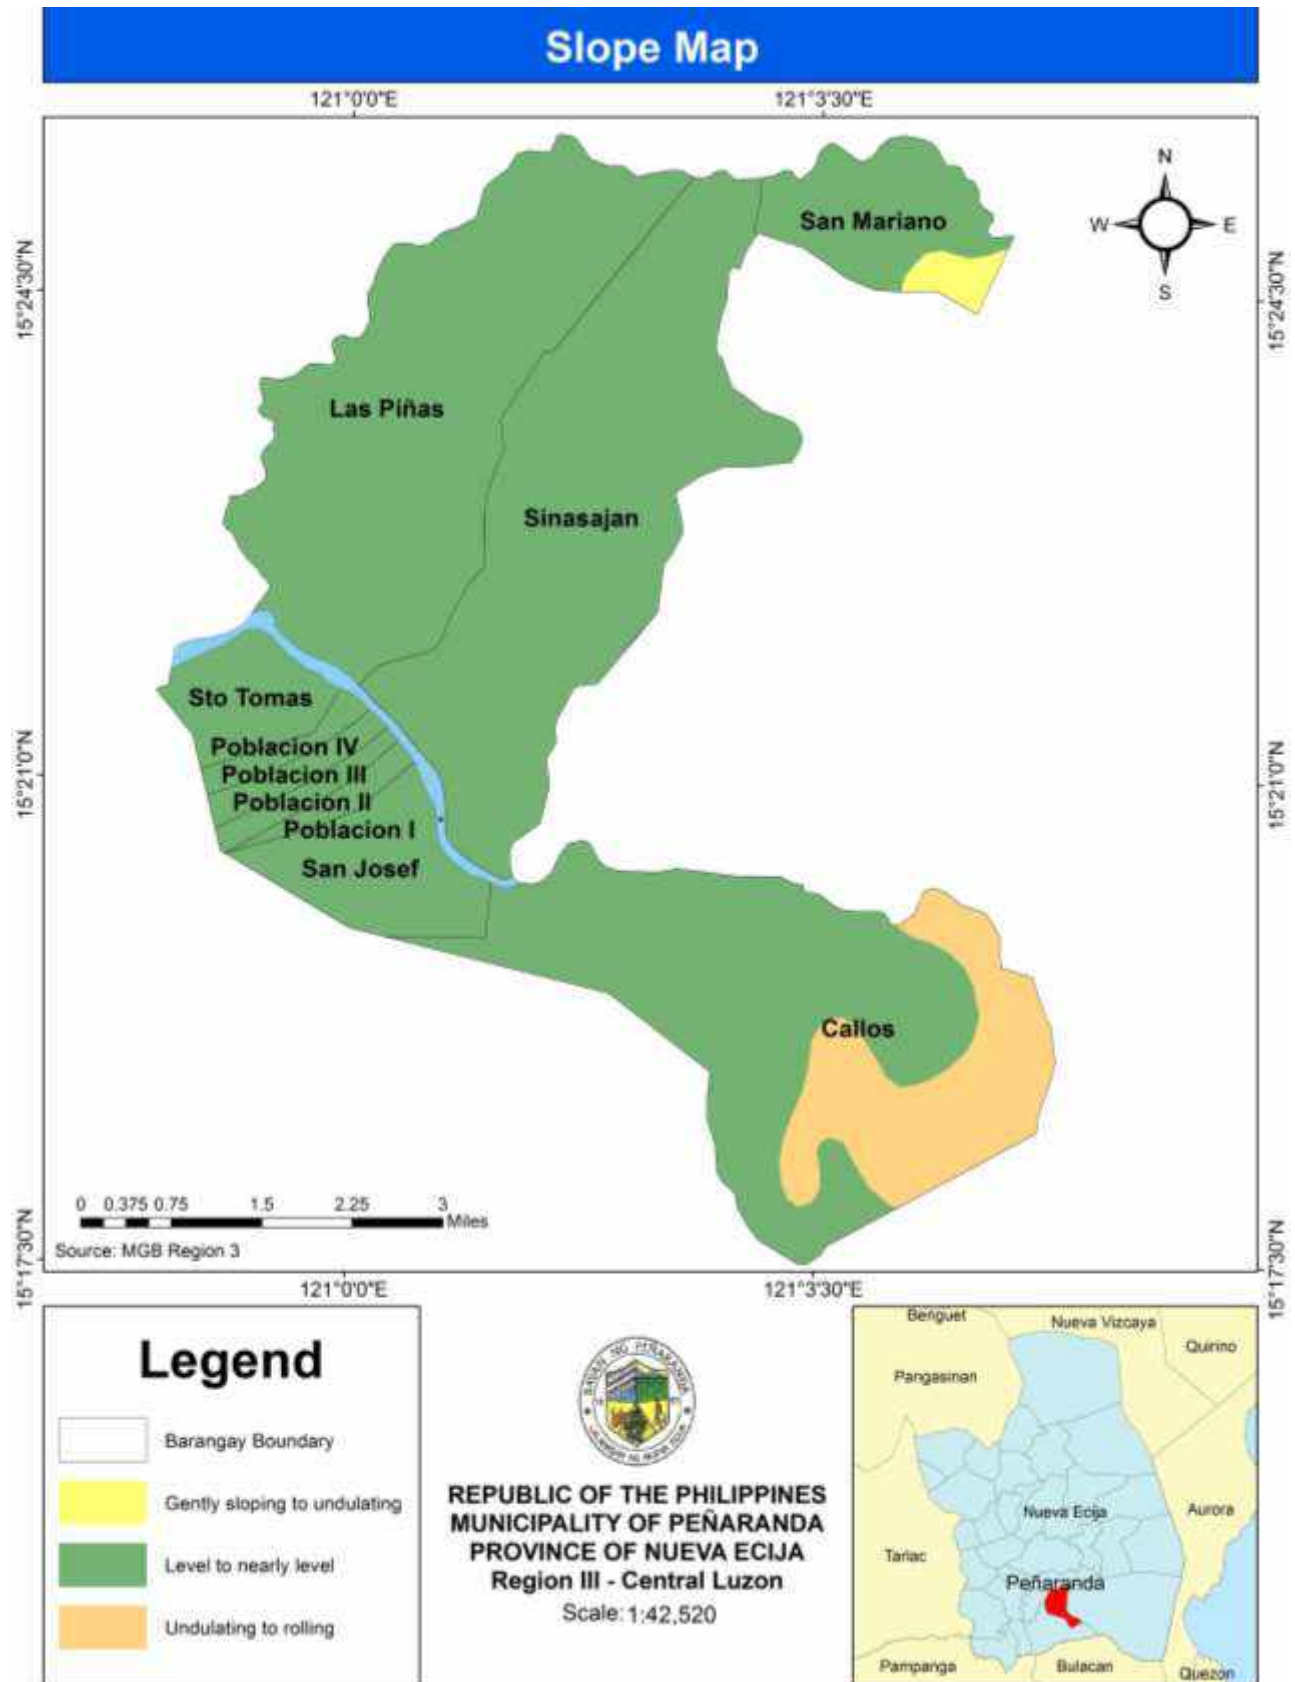 Slope Map
121°0'0"E
121°3'30"E
N
W
E
S
15°24'30"N
15°24'30"N
San Mariano
Las Piñas
Sinasajan
Sto Tomas
Poblacion IV
Poblacion III
Poblacion II
Poblacion I
San Josef
15°21'0"N
15°21'0"N
Callos
0 0.375 0.75 1.5 2.25 3
Miles
Source: MGB Region 3
15°17'30"N
15°17'30"N
121°0'0"E
121°3'30"E
Legend
Barangay Boundary
Gently sloping to undulating
Level to nearly level
Undulating to rolling
BAYAN NG PEÑARANDA
REPUBLIC OF THE PHILIPPINES
MUNICIPALITY OF PEÑARANDA
PROVINCE OF NUEVA ECIJA
Region III - Central Luzon
Scale: 1:42,520
Benguet
Nueva Vizcaya
Quirino
Pangasinan
Nueva Ecija
Aurora
Tarlac
Peñaranda
Pampanga
Bulacan
Quezon